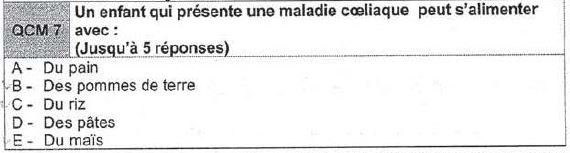 QCM 7
Un enfant qui présente une maladie cœliaque peut s'alimenter
avec :
(Jusqu'à 5 réponses)
A - Du pain
B - Des pommes de terre
C - Du riz
D - Des pâtes
E - Du maïs